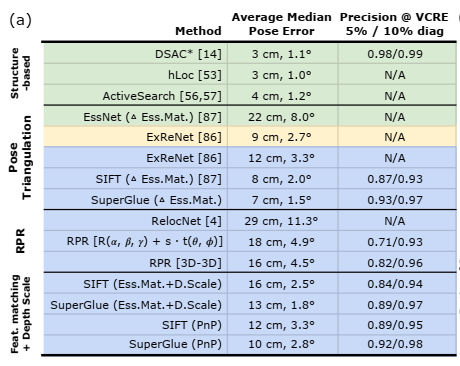 (a)
Method Average Median Pose Error Precision @ VCRE 5% / 10% diag
Structure -based
DSAC* [14] 3 cm, 1.1° 0.98/0.99
hLoc [53] 3 cm, 1.0° N/A
ActiveSearch [56,57] 4 cm, 1.2° N/A
Pose Triangulation
EssNet (▵ Ess.Mat.) [87] 22 cm, 8.0° N/A
ExReNet [86] 9 cm, 2.7° N/A
ExReNet [86] 12 cm, 3.3° N/A
SIFT (▵ Ess.Mat.) [87] 8 cm, 2.0° 0.87/0.93
SuperGlue (▵ Ess.Mat.) 7 cm, 1.5° 0.93/0.97
RPR
RelocNet [4] 29 cm, 11.3° N/A
RPR [R(α, β, γ) + s · t(θ, ϕ)] 18 cm, 4.9° 0.71/0.93
RPR [3D-3D] 16 cm, 4.5° 0.82/0.96
Feat. matching + Depth Scale
SIFT (Ess.Mat.+D.Scale) 16 cm, 2.5° 0.84/0.94
SuperGlue (Ess.Mat.+D.Scale) 13 cm, 1.8° 0.89/0.97
SIFT (PnP) 12 cm, 3.3° 0.89/0.95
SuperGlue (PnP) 10 cm, 2.8° 0.92/0.98